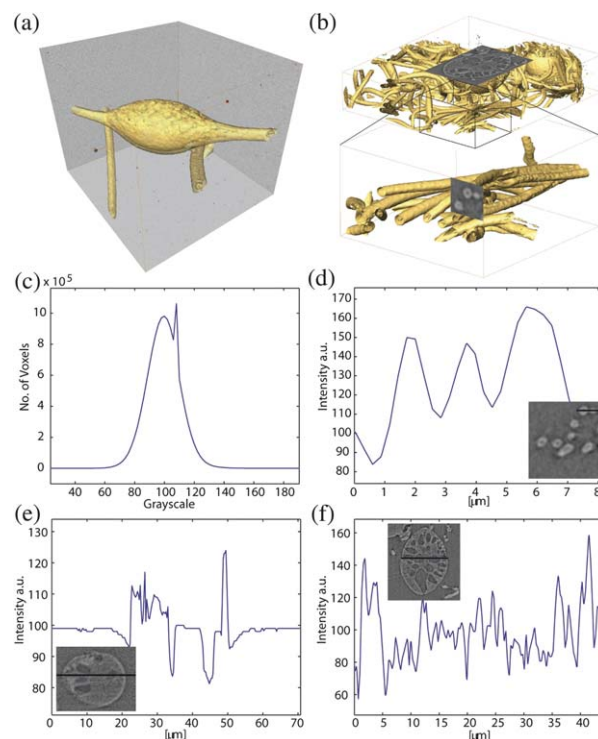 (a)
(b)
(c)
x 10⁵
No. of Voxels
10
8
6
4
2
0
40 60 80 100 120 140 160 180
Grayscale
(d)
Intensity a.u.
170
160
150
140
130
120
110
100
90
80
0 1 2 3 4 5 6 7 8
[µm]
(e)
Intensity a.u.
130
120
110
100
90
80
0 10 20 30 40 50 60 70
[µm]
(f)
Intensity a.u.
160
140
120
100
80
60
0 5 10 15 20 25 30 35 40
[µm]